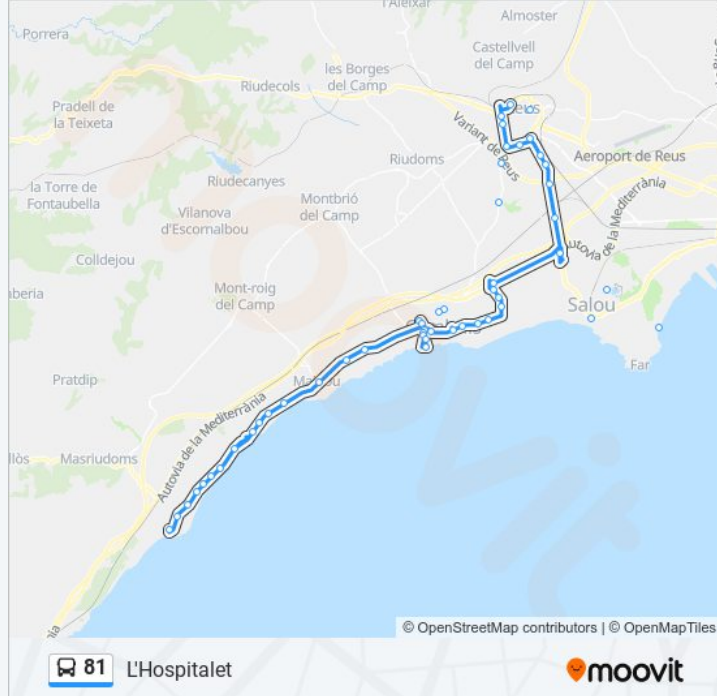 l'Aleixar
Almoster
Porrera
Castellvell
del Camp
les Borges
del Camp
Riudecols
Reus
Pradell de
la Teixeta
Variant de Reus
Aeroport de Reus
Riudoms
la Torre de
Fontaubella
Riudecanyes
Montbrió
del Camp
Autovia de la Mediterrània
Vilanova
d'Escornalbou
Colldejou
Mont-roig
del Camp
Salou
Far
Pratdip
Autovia de la Mediterrània
Masriudoms
moovit
© OpenStreetMap contributors | © OpenMapTiles
81 L'Hospitalet
moovit